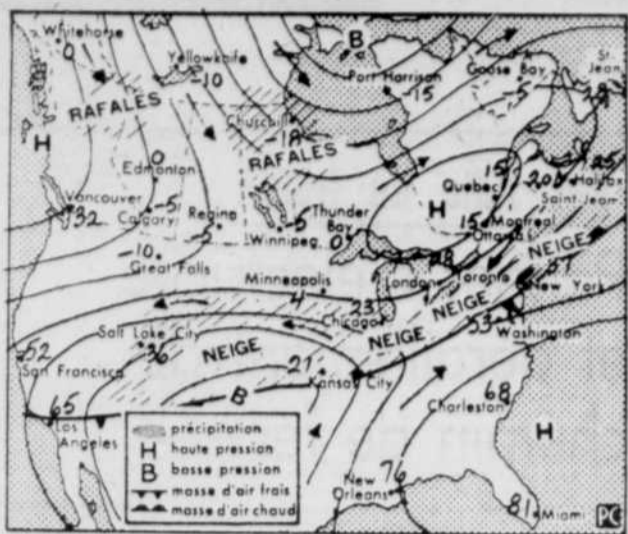 Whitehorse
0
Yellowknife
-10
B
Port Harrison
-15
Goose Bay
-5
St.
Jean
RAFALES
Churchill
-18
RAFALES
H
Edmonton
0
Vancouver
32
Calgary
-5
Regina
Winnipeg
-5
Thunder
Bay
0
H
Quebec
15
Montreal
15
Ottawa
Halifax
25
Saint-Jean
20
-10
Great Falls
Minneapolis
London
Toronto
NEIGE
New York
Chicago
23
NEIGE
NEIGE
53
Washington
Salt Lake City
36
NEIGE
52
San Francisco
21
Kansas City
B
65
Los
Angeles
68
Charleston
H
76
New
Orleans
81
Miami
précipitation
H haute pression
B basse pression
masse d'air frais
masse d'air chaud
PC